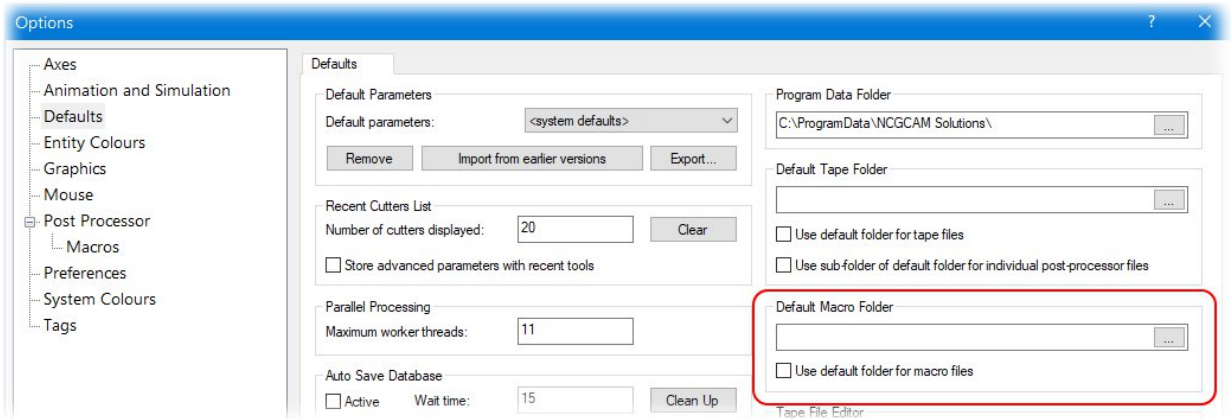 Options
?
Axes
Animation and Simulation
Defaults
Entity Colours
Graphics
Mouse
Post Processor
Macros
Preferences
System Colours
Tags
Defaults
Default Parameters
Default parameters:
<system defaults>
Remove
Import from earlier versions
Export...
Recent Cutters List
Number of cutters displayed:
20
Clear
Store advanced parameters with recent tools
Parallel Processing
Maximum worker threads:
11
Auto Save Database
Active
Wait time:
15
Clean Up
Program Data Folder
C:\ProgramData\NCGCAM Solutions\
...
Default Tape Folder
...
Use default folder for tape files
Use sub-folder of default folder for individual post-processor files
Default Macro Folder
...
Use default folder for macro files
Tape File Editor